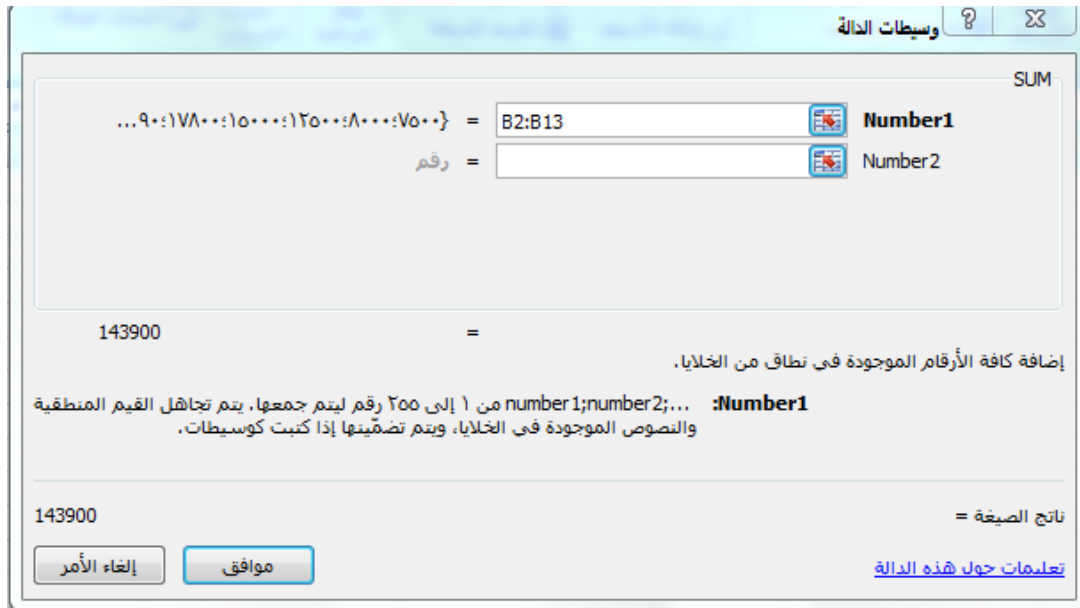 وسيطات الدالة
SUM
Number1 B2:B13 = {٧٥٠٠؛٨٠٠٠؛١٢٥٠٠؛١٥٠٠٠؛١٧٨٠٠؛٩٠...
Number2 = رقم
= 143900
إضافة كافة الأرقام الموجودة في نطاق من الخلايا.
Number1: number1;number2;... من ١ إلى ٢٥٥ رقم ليتم جمعها. يتم تجاهل القيم المنطقية
والنصوص الموجودة في الخلايا، ويتم تضمّينها إذا كتبت كوسيطات.
ناتج الصيغة = 143900
تعليمات حول هذه الدالة موافق إلغاء الأمر